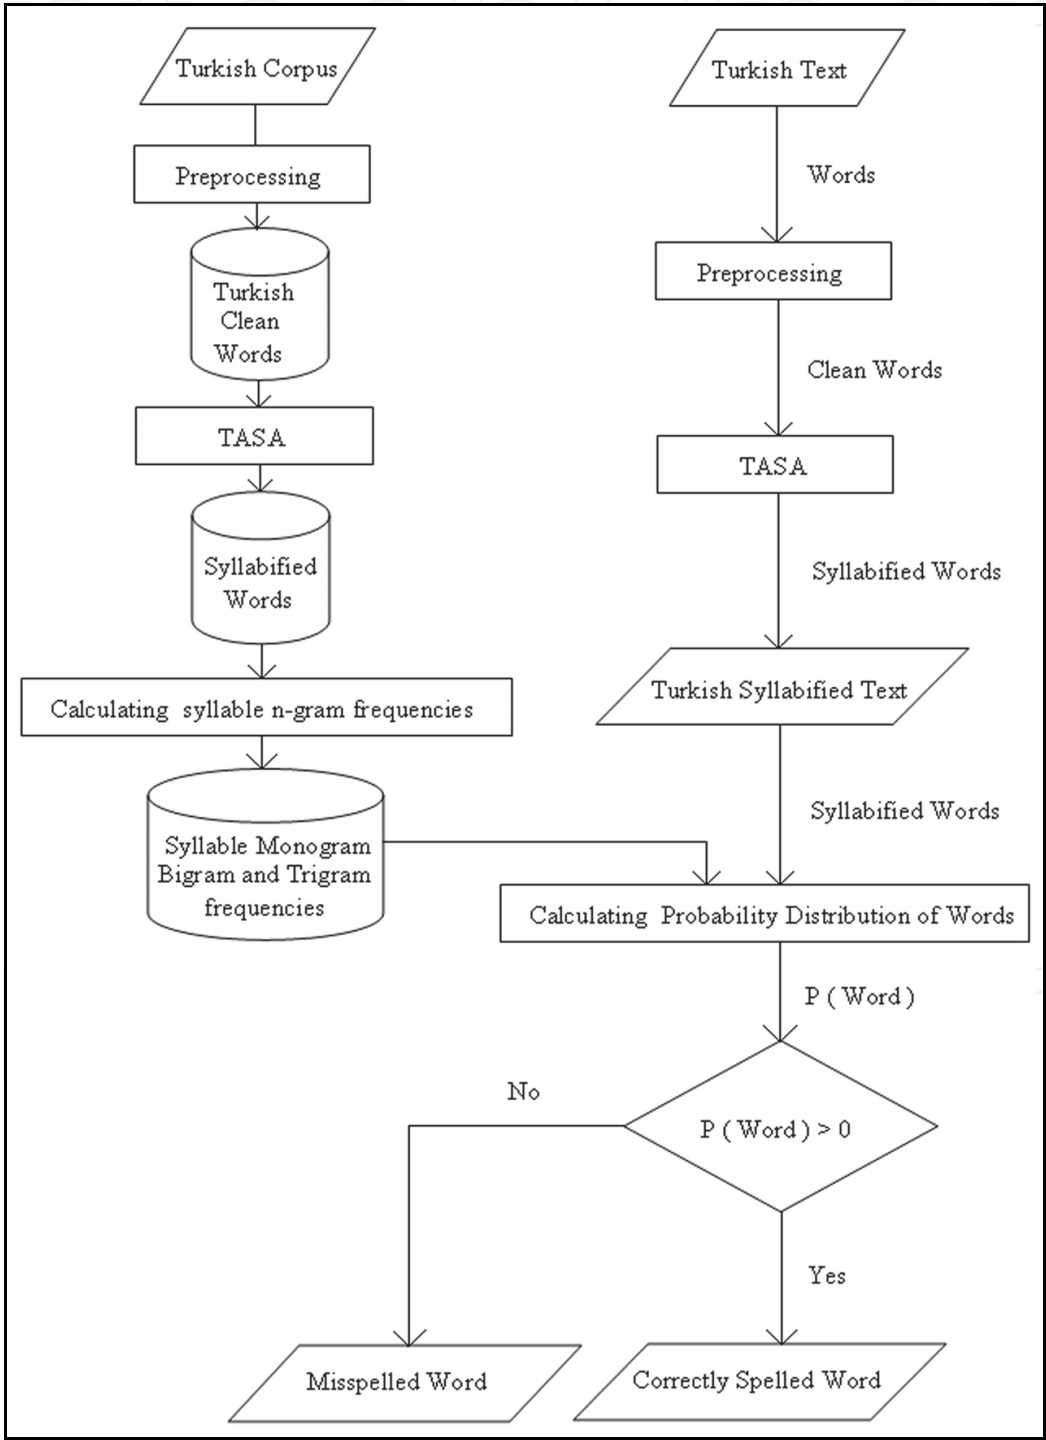 Turkish Corpus
Preprocessing
Turkish
Clean
Words
TASA
Syllabified
Words
Calculating syllable n-gram frequencies
Syllable Monogram
Bigram and Trigram
frequencies
Turkish Text
Words
Preprocessing
Clean Words
TASA
Syllabified Words
Turkish Syllabified Text
Syllabified Words
Calculating Probability Distribution of Words
P ( Word )
P ( Word ) > 0
No
Yes
Misspelled Word
Correctly Spelled Word